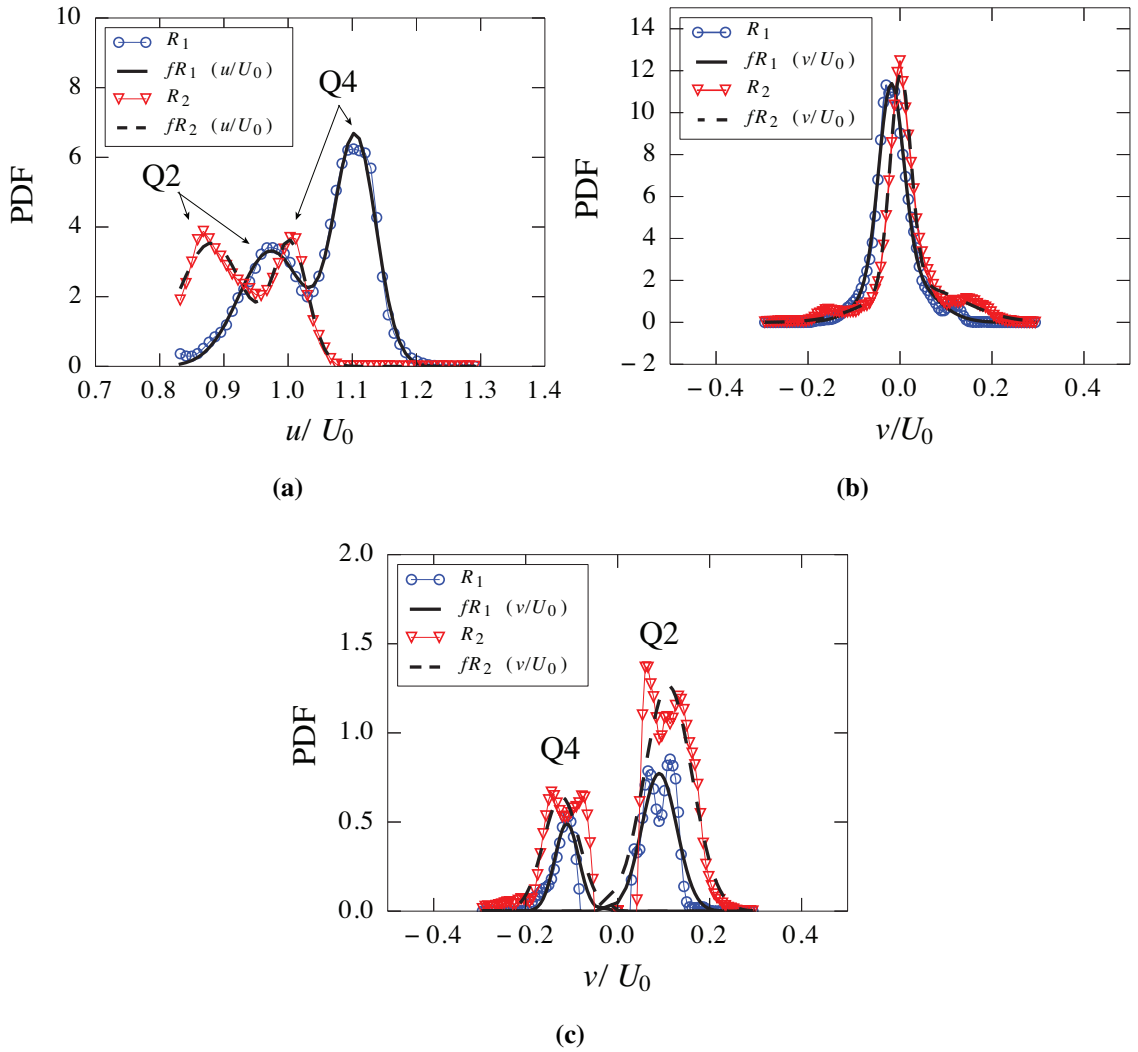 10
8
6
4
2
0
PDF
R1
fR1 (u/U0)
R2
fR2 (u/U0)
Q4
Q2
0.7 0.8 0.9 1.0 1.1 1.2 1.3 1.4
u/ U0
(a)
14
12
10
8
6
4
2
0
−2
PDF
R1
fR1 (v/U0)
R2
fR2 (v/U0)
−0.4 −0.2 0.0 0.2 0.4
v/U0
(b)
2.0
1.5
1.0
0.5
0.0
PDF
R1
fR1 (v/U0)
R2
fR2 (v/U0)
Q2
Q4
−0.4 −0.2 0.0 0.2 0.4
v/ U0
(c)